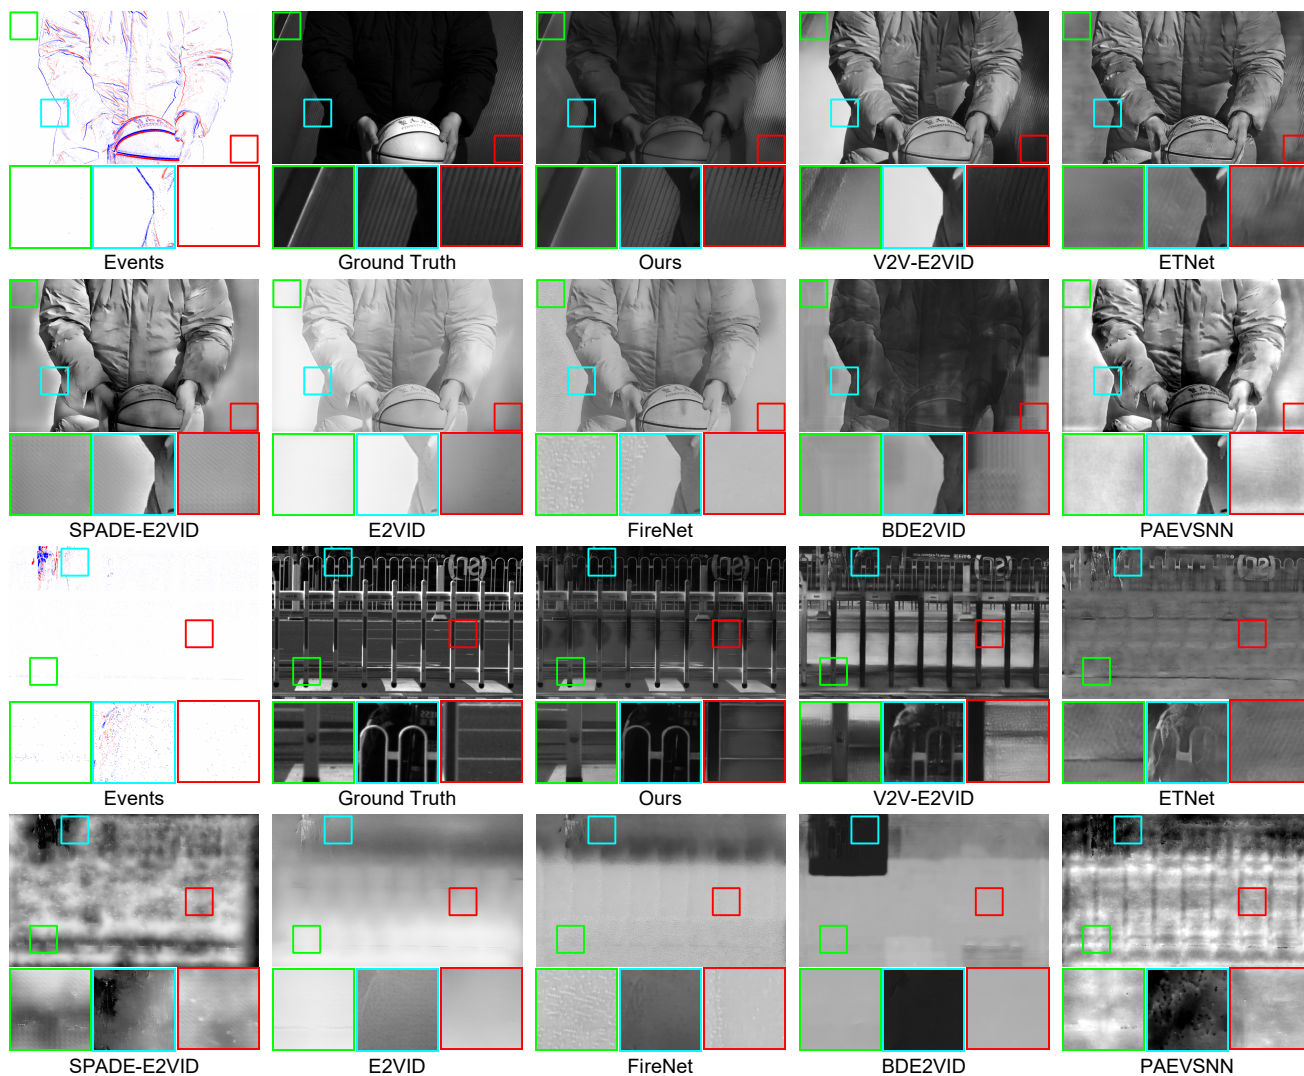 Events Ground Truth Ours V2V-E2VID ETNet
SPADE-E2VID E2VID FireNet BDE2VID PAEVSNN
Events Ground Truth Ours V2V-E2VID ETNet
SPADE-E2VID E2VID FireNet BDE2VID PAEVSNN